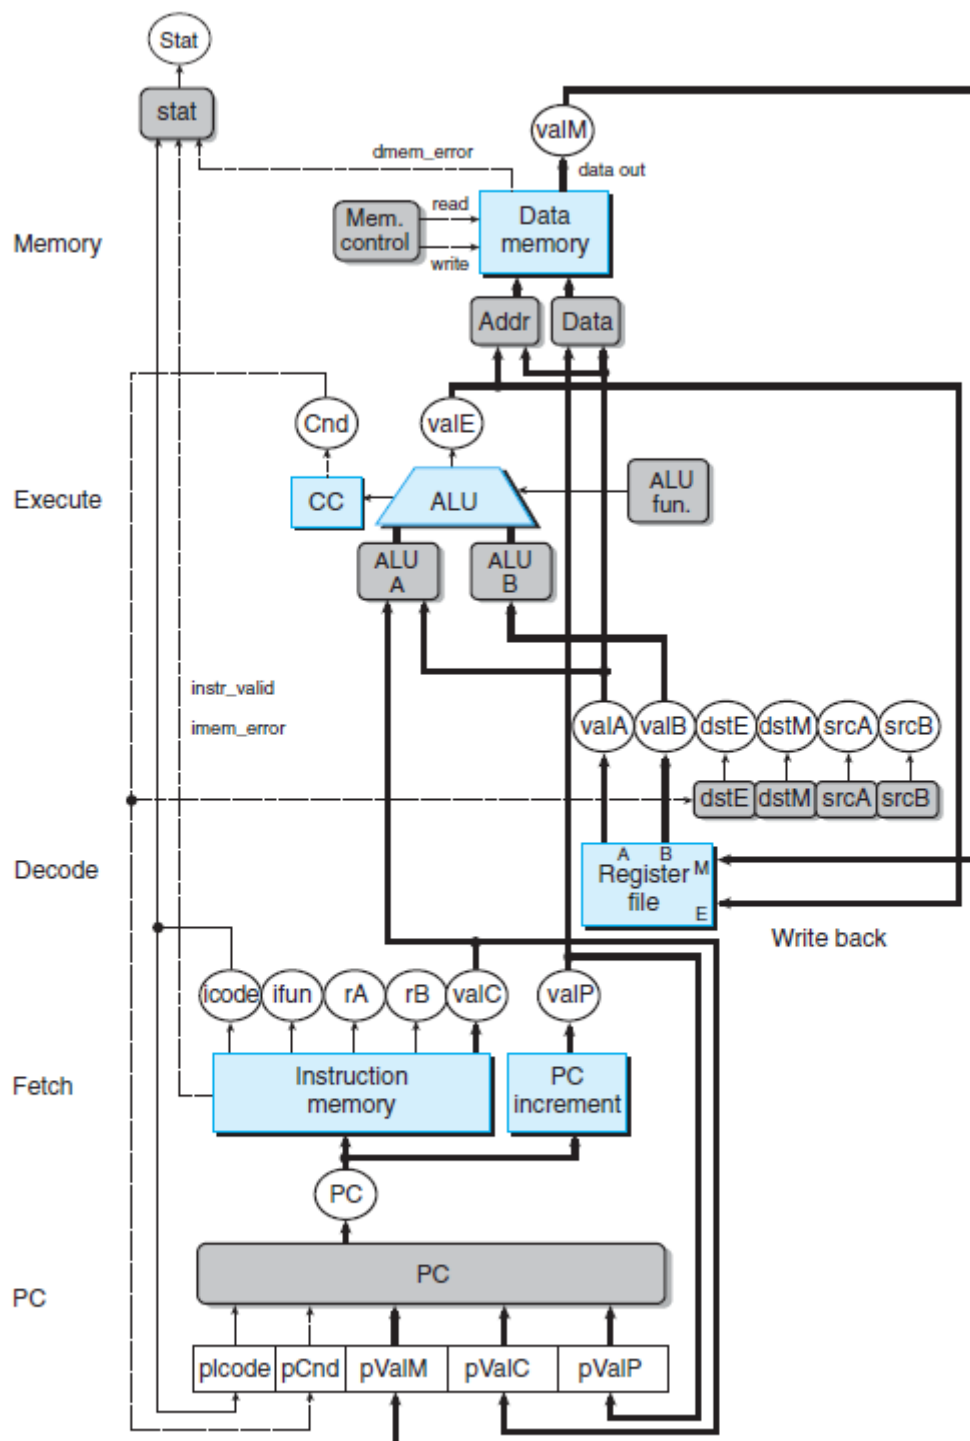 Stat
stat
valM
dmem_error
data out
Mem.
control
read
write
Data
memory
Memory
Addr
Data
Cnd
valE
Execute
CC
ALU
ALU
fun.
ALU
A
ALU
B
instr_valid
imem_error
valA
valB
dstE
dstM
srcA
srcB
dstE
dstM
srcA
srcB
Decode
A
B
M
Register
file
E
Write back
icode
ifun
rA
rB
valC
valP
Fetch
Instruction
memory
PC
increment
PC
PC
PC
pIcode
pCnd
pValM
pValC
pValP